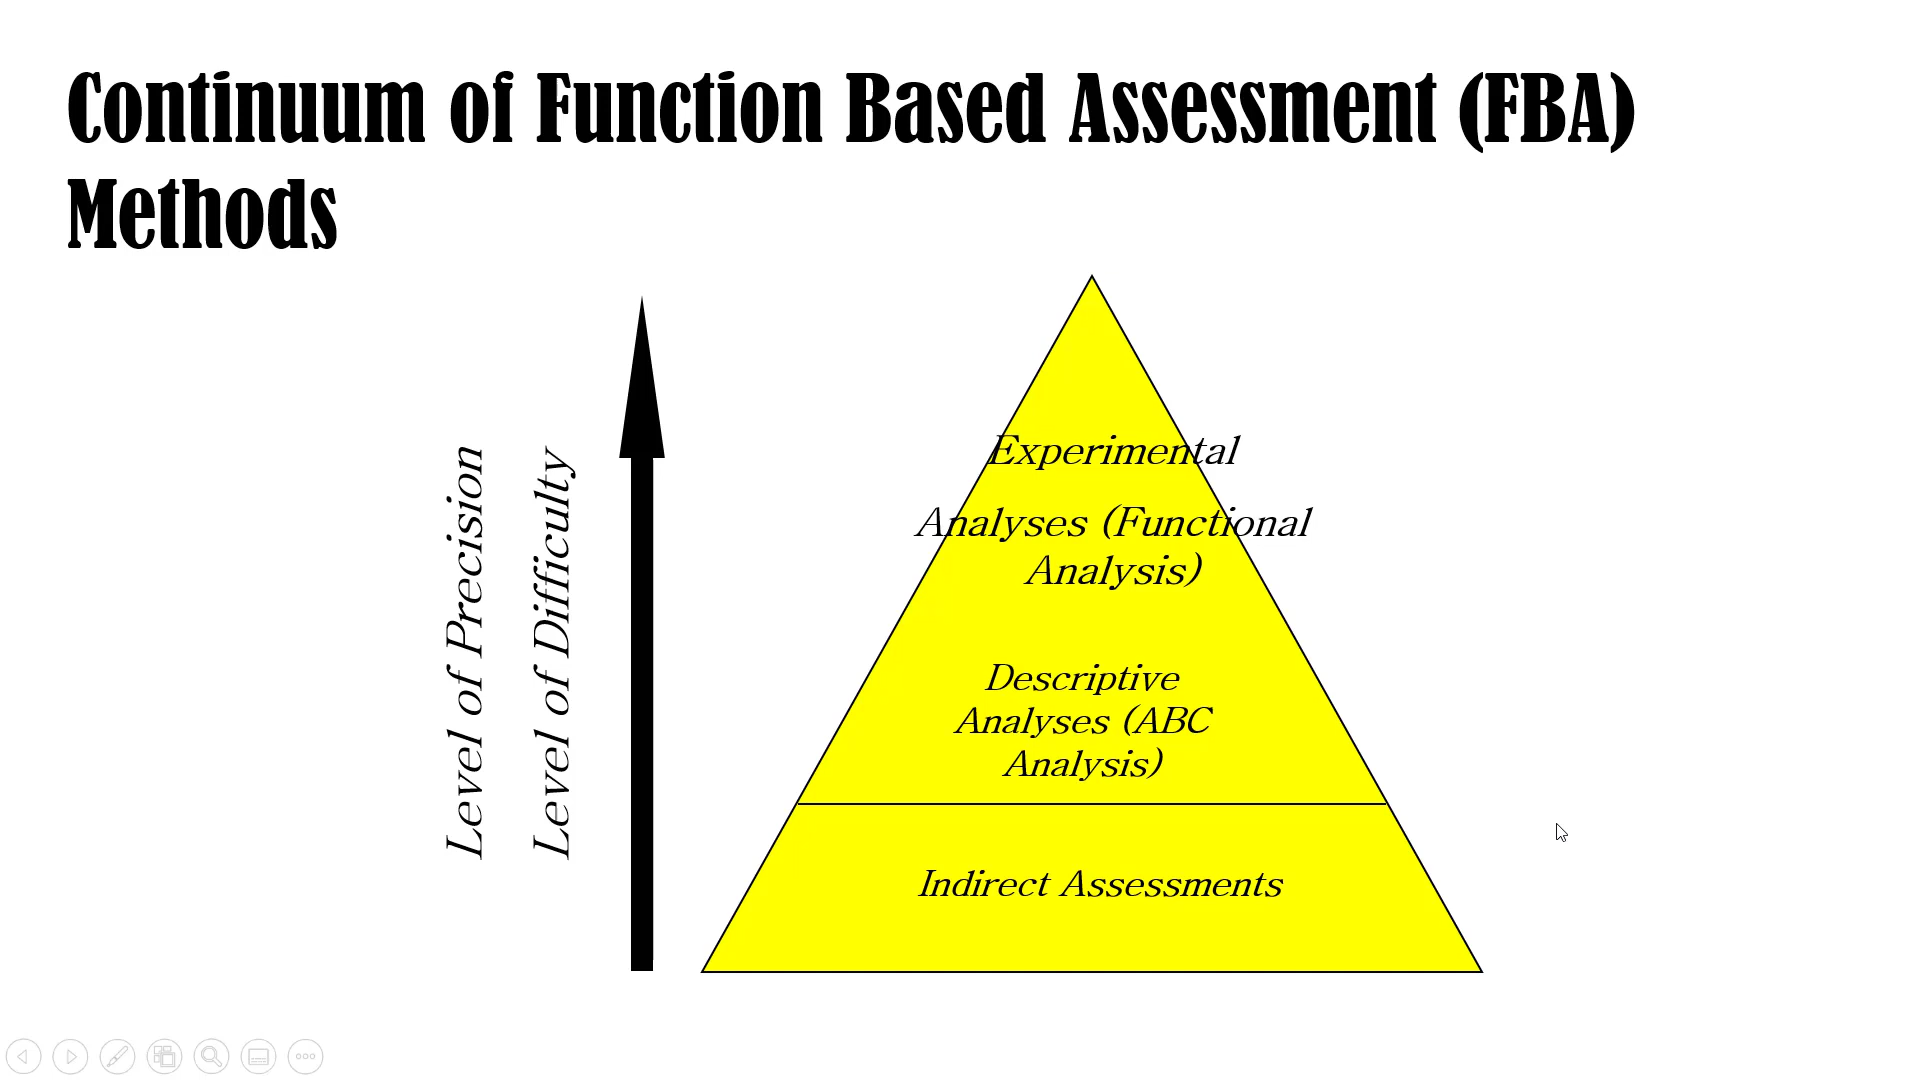 Continuum of Function Based Assessment (FBA)
Methods
Level of Precision
Level of Difficulty
Experimental
Analyses (Functional
Analysis)
Descriptive
Analyses (ABC
Analysis)
Indirect Assessments